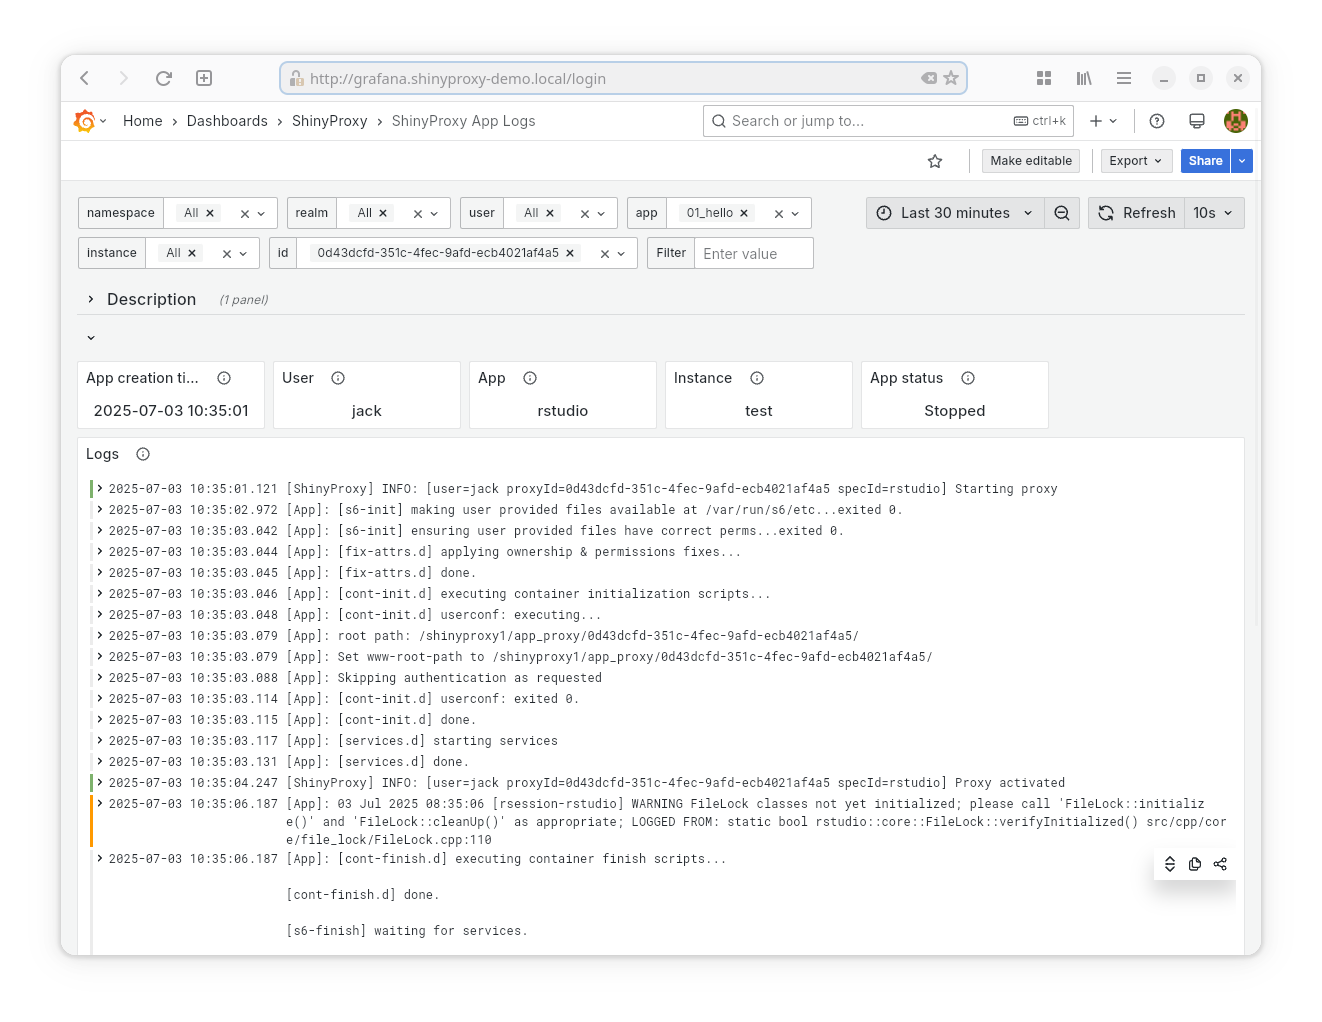 http://grafana.shinyproxy-demo.local/login
Home › Dashboards › ShinyProxy › ShinyProxy App Logs
Search or jump to... ctrl+k
Make editable Export Share
namespace All realm All user All app 01_hello Last 30 minutes Refresh 10s
instance All id 0d43dcfd-351c-4fec-9afd-ecb4021af4a5 Filter Enter value
Description (1 panel)
App creation ti... User App Instance App status
2025-07-03 10:35:01 jack rstudio test Stopped
Logs
2025-07-03 10:35:01.121 [ShinyProxy] INFO: [user=jack proxyId=0d43dcfd-351c-4fec-9afd-ecb4021af4a5 specId=rstudio] Starting proxy
2025-07-03 10:35:02.972 [App]: [s6-init] making user provided files available at /var/run/s6/etc...exited 0.
2025-07-03 10:35:03.042 [App]: [s6-init] ensuring user provided files have correct perms...exited 0.
2025-07-03 10:35:03.044 [App]: [fix-attrs.d] applying ownership & permissions fixes...
2025-07-03 10:35:03.045 [App]: [fix-attrs.d] done.
2025-07-03 10:35:03.046 [App]: [cont-init.d] executing container initialization scripts...
2025-07-03 10:35:03.048 [App]: [cont-init.d] userconf: executing...
2025-07-03 10:35:03.079 [App]: root path: /shinyproxy1/app_proxy/0d43dcfd-351c-4fec-9afd-ecb4021af4a5/
2025-07-03 10:35:03.079 [App]: Set www-root-path to /shinyproxy1/app_proxy/0d43dcfd-351c-4fec-9afd-ecb4021af4a5/
2025-07-03 10:35:03.088 [App]: Skipping authentication as requested
2025-07-03 10:35:03.114 [App]: [cont-init.d] userconf: exited 0.
2025-07-03 10:35:03.115 [App]: [cont-init.d] done.
2025-07-03 10:35:03.117 [App]: [services.d] starting services
2025-07-03 10:35:03.131 [App]: [services.d] done.
2025-07-03 10:35:04.247 [ShinyProxy] INFO: [user=jack proxyId=0d43dcfd-351c-4fec-9afd-ecb4021af4a5 specId=rstudio] Proxy activated
2025-07-03 10:35:06.187 [App]: 03 Jul 2025 08:35:06 [rsession-rstudio] WARNING FileLock classes not yet initialized; please call 'FileLock::initializ
e()' and 'FileLock::cleanUp()' as appropriate; LOGGED FROM: static bool rstudio::core::FileLock::verifyInitialized() src/cpp/cor
e/file_lock/FileLock.cpp:110
2025-07-03 10:35:06.187 [App]: [cont-finish.d] executing container finish scripts...
[cont-finish.d] done.
[s6-finish] waiting for services.